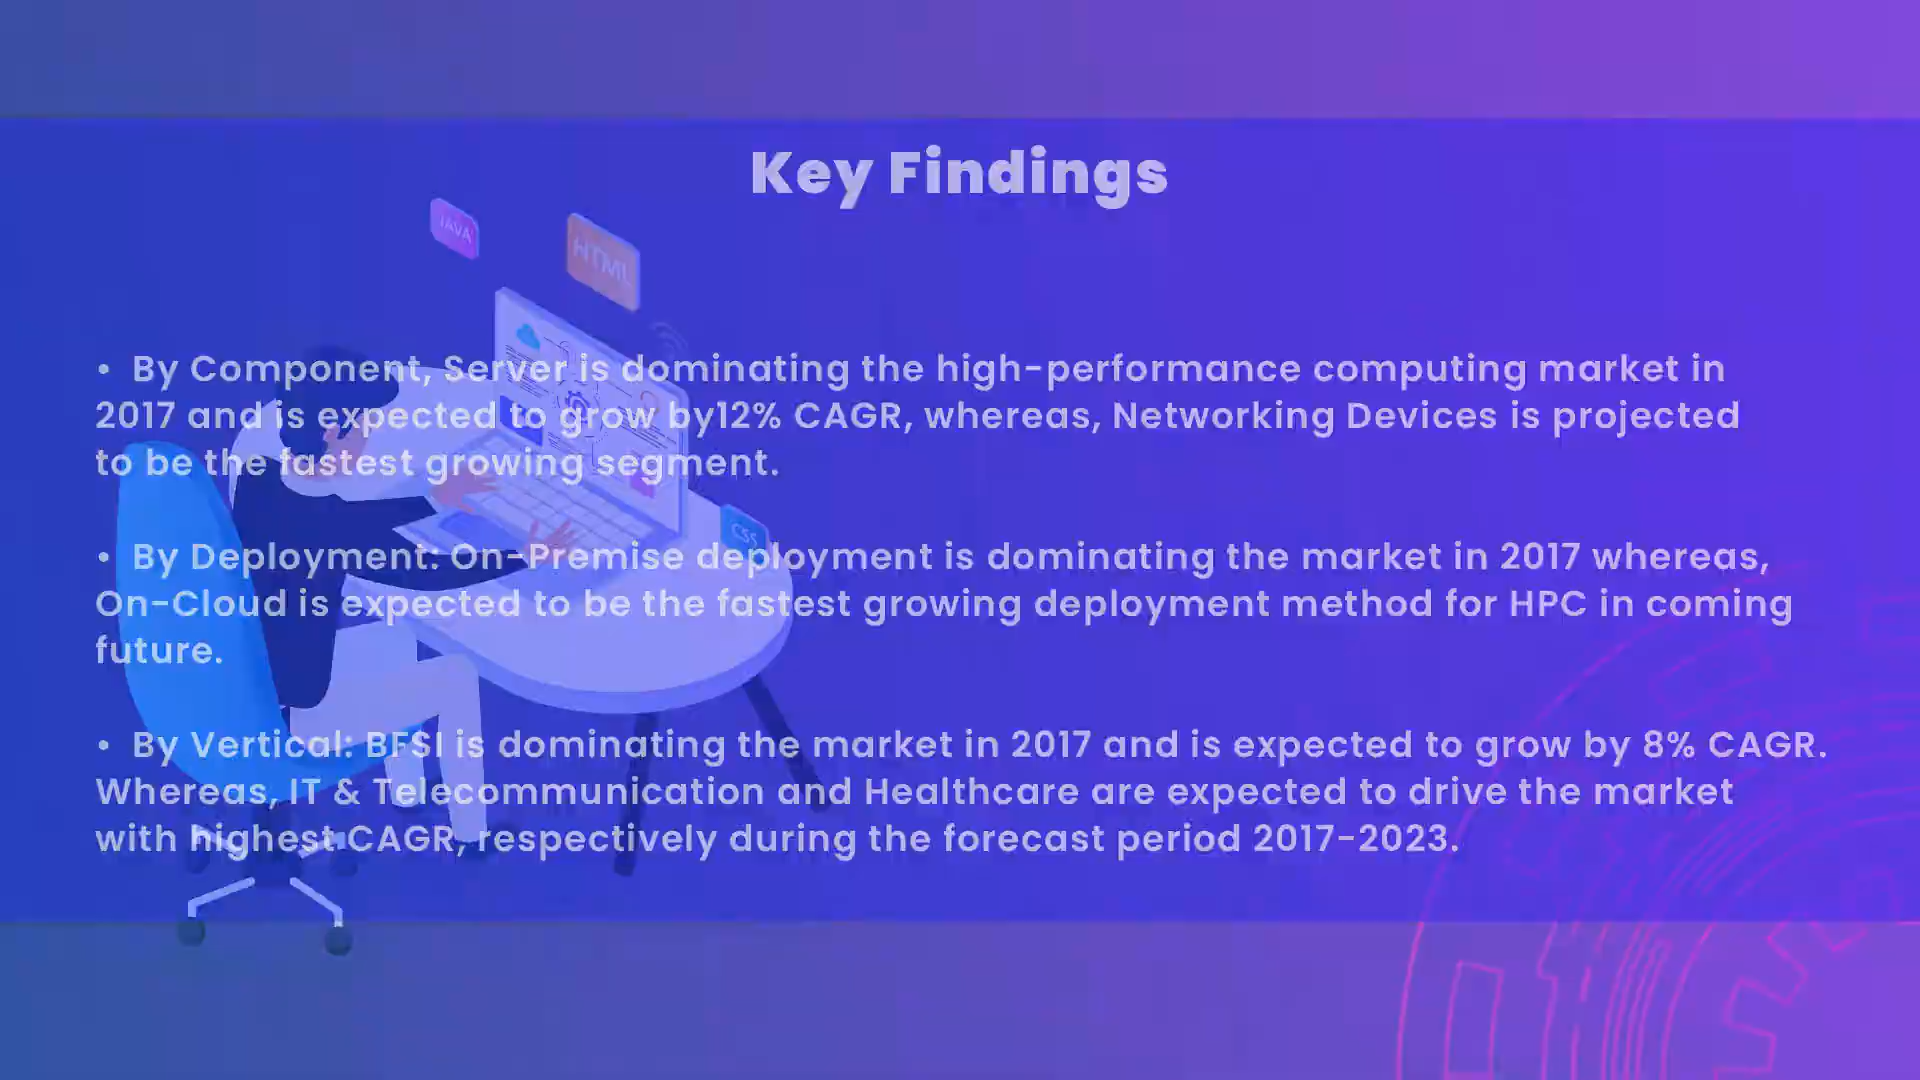 Key Findings
JAVA
HTML
• By Component, Server is dominating the high-performance computing market in
2017 and is expected to grow by12% CAGR, whereas, Networking Devices is projected
to be the fastest growing segment.
CSS
• By Deployment: On-Premise deployment is dominating the market in 2017 whereas,
On-Cloud is expected to be the fastest growing deployment method for HPC in coming
future.
• By Vertical: BFSI is dominating the market in 2017 and is expected to grow by 8% CAGR.
Whereas, IT & Telecommunication and Healthcare are expected to drive the market
with highest CAGR, respectively during the forecast period 2017-2023.